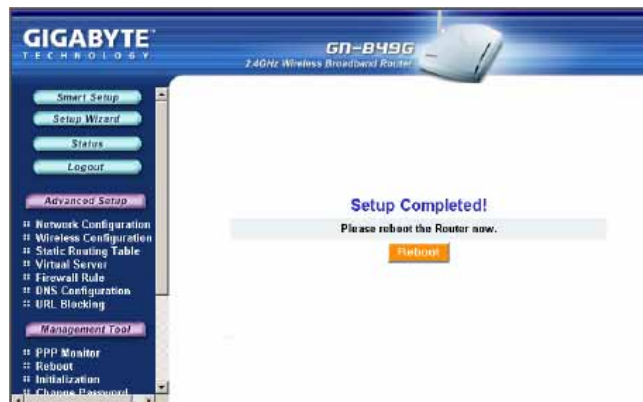 GIGABYTE
TECHNOLOGY
GN-B49G
2.4GHz Wireless Broadband Router
Smart Setup
Setup Wizard
Status
Logout
Advanced Setup
Network Configuration
Wireless Configuration
Static Routing Table
Virtual Server
Firewall Rule
DNS Configuration
URL Blocking
Management Tool
PPP Monitor
Reboot
Initialization
Change Password
Setup Completed!
Please reboot the Router now.
Reboot